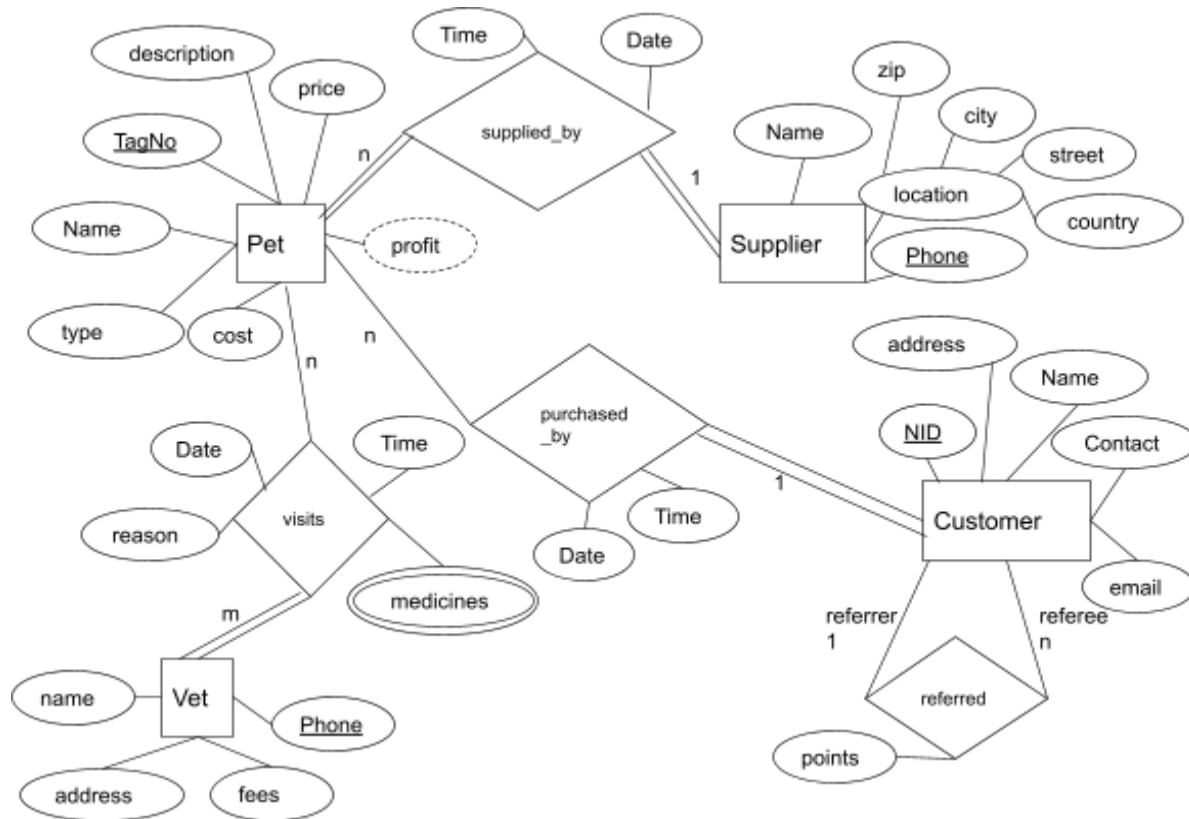 Time
Date
description
zip
price
Name
city
TagNo
n
supplied_by
1
street
location
Name
country
Pet
profit
Supplier
Phone
type
cost
n
n
address
Name
Date
Time
purchased
_by
NID
Contact
reason
visits
1
Time
Customer
Date
medicines
email
m
referrer
1
referee
n
name
Vet
Phone
referred
points
address
fees